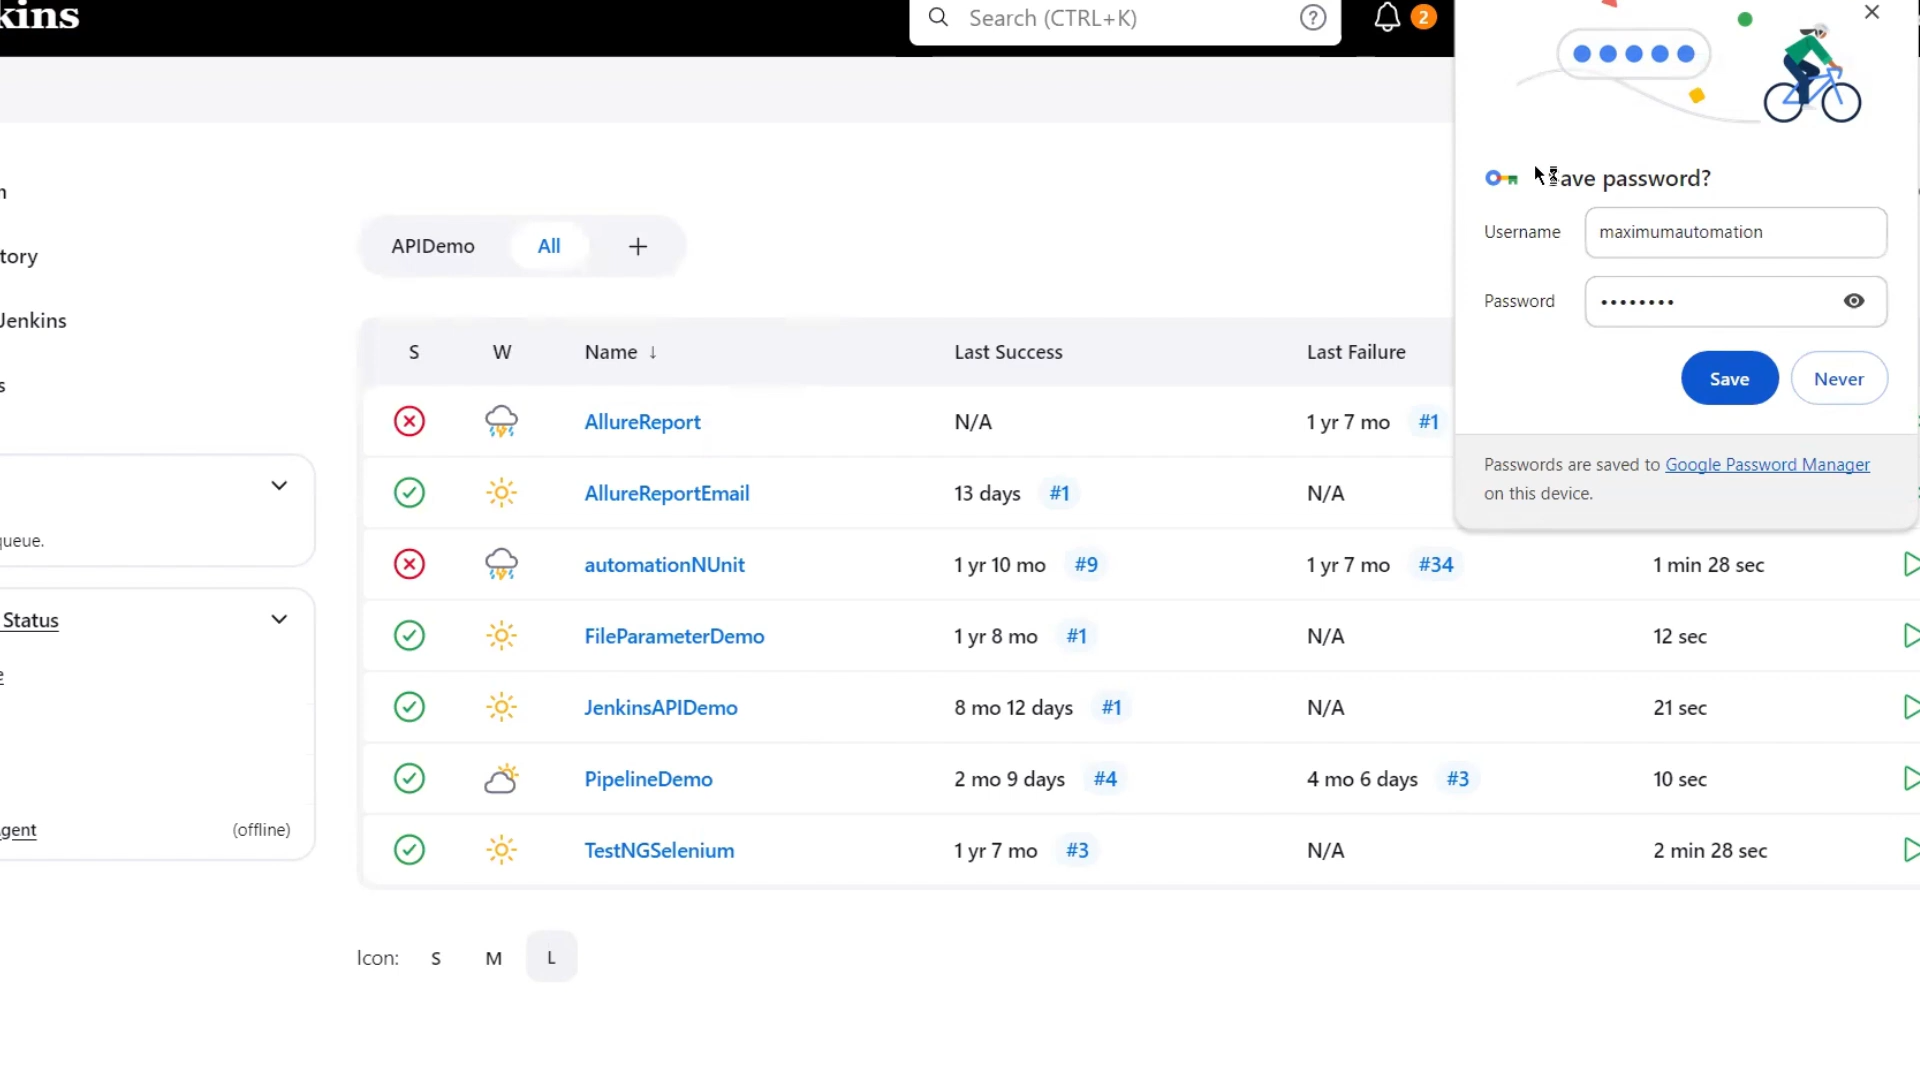 kins
Search (CTRL+K)
2
Save password?
Username
maximumautomation
Password
••••••••
Save
Never
Passwords are saved to Google Password Manager
on this device.
n
tory
Jenkins
s
queue.
Status
e
gent
(offline)
APIDemo
All
+
S W Name ↓ Last Success Last Failure
AllureReport N/A 1 yr 7 mo #1
AllureReportEmail 13 days #1 N/A
automationNUnit 1 yr 10 mo #9 1 yr 7 mo #34 1 min 28 sec
FileParameterDemo 1 yr 8 mo #1 N/A 12 sec
JenkinsAPIDemo 8 mo 12 days #1 N/A 21 sec
PipelineDemo 2 mo 9 days #4 4 mo 6 days #3 10 sec
TestNGSelenium 1 yr 7 mo #3 N/A 2 min 28 sec
Icon: S M L